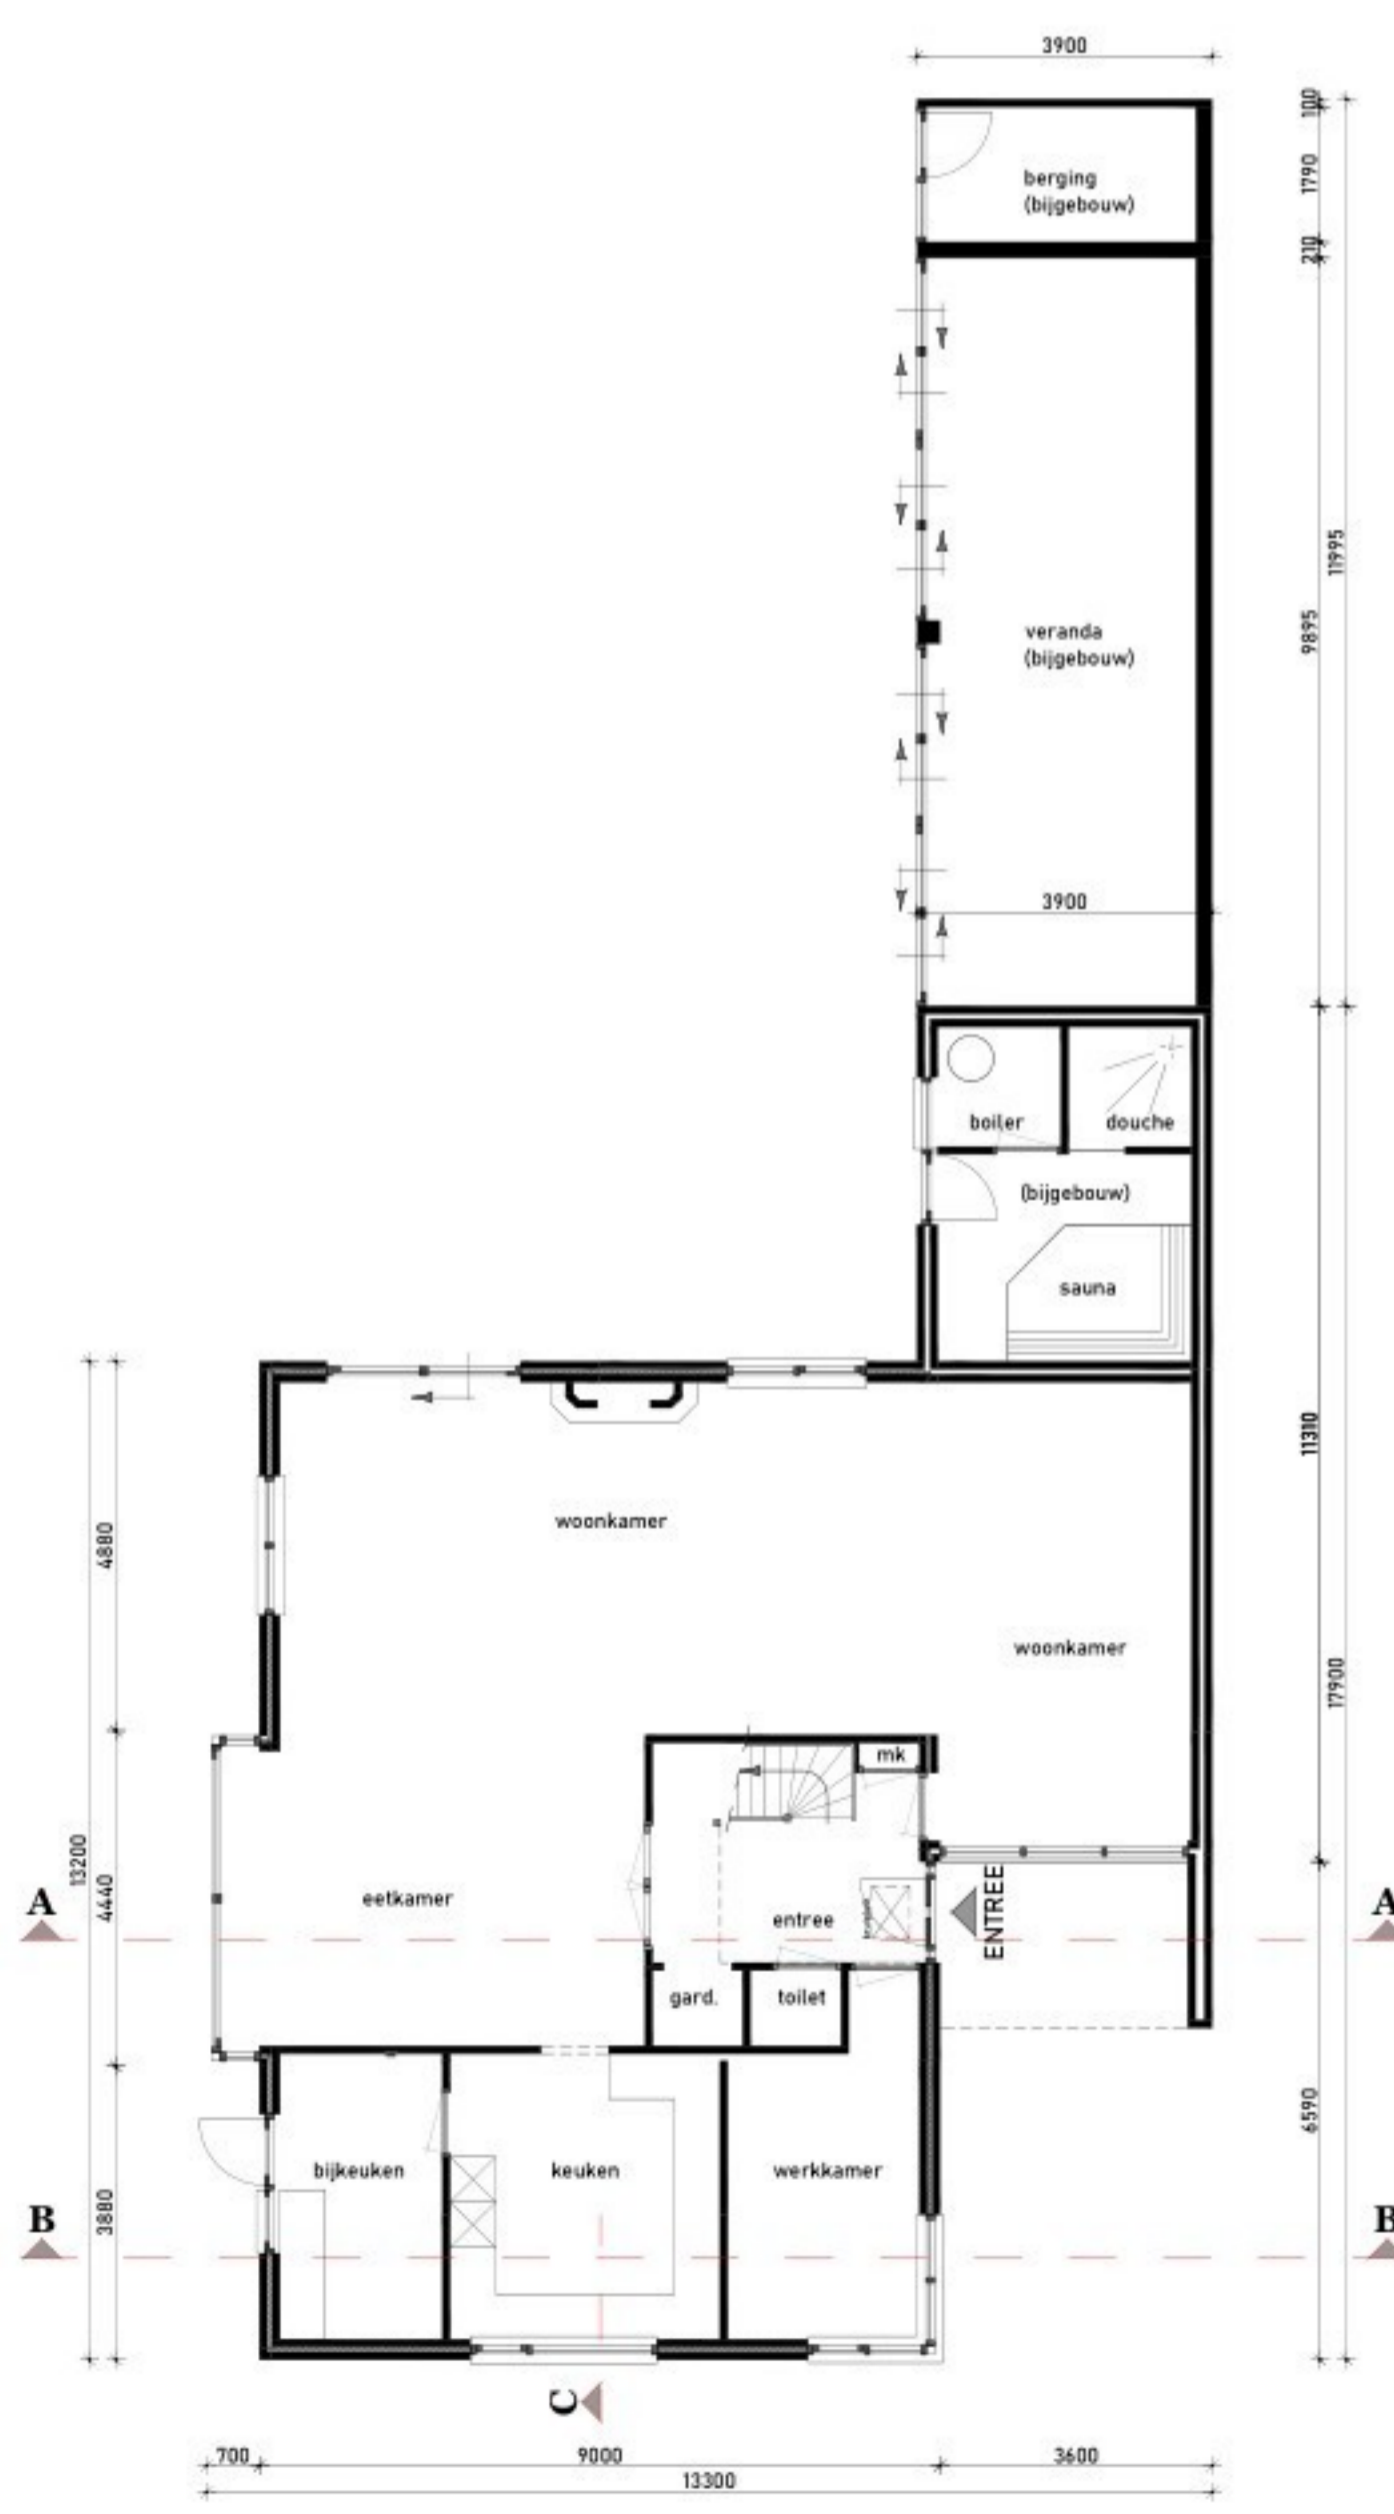 3900
100
1790
berging
(bijgebouw)
210
11995
9895
veranda
(bijgebouw)
3900
boiler
douche
(bijgebouw)
sauna
11310
woonkamer
4880
woonkamer
17900
mk
13200
4440
eetkamer
A
entree
ENTREE
A
gard.
toilet
6590
bijkeuken
keuken
werkkamer
3880
B
B
C
700
9000
3600
13300